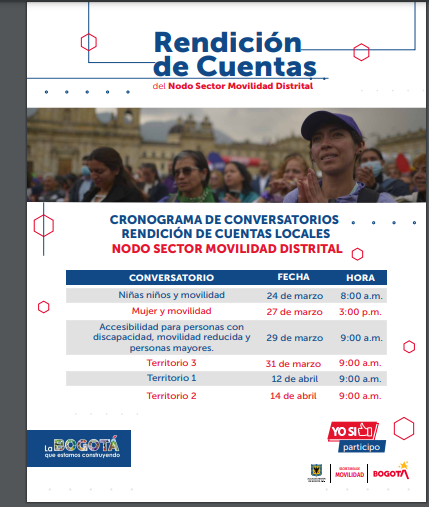 Rendición
de Cuentas
del Nodo Sector Movilidad Distrital
CRONOGRAMA DE CONVERSATORIOS
RENDICIÓN DE CUENTAS LOCALES
NODO SECTOR MOVILIDAD DISTRITAL
CONVERSATORIO FECHA HORA
Niñas niños y movilidad 24 de marzo 8:00 a.m.
Mujer y movilidad 27 de marzo 3:00 p.m.
Accesibilidad para personas con
discapacidad, movilidad reducida y 29 de marzo 9:00 a.m.
personas mayores.
Territorio 3 31 de marzo 9:00 a.m.
Territorio 1 12 de abril 9:00 a.m.
Territorio 2 14 de abril 9:00 a.m.
La BOGOTÁ
que estamos construyendo
YO SÍ
participo
MOVILIDAD
BOGOTÁ